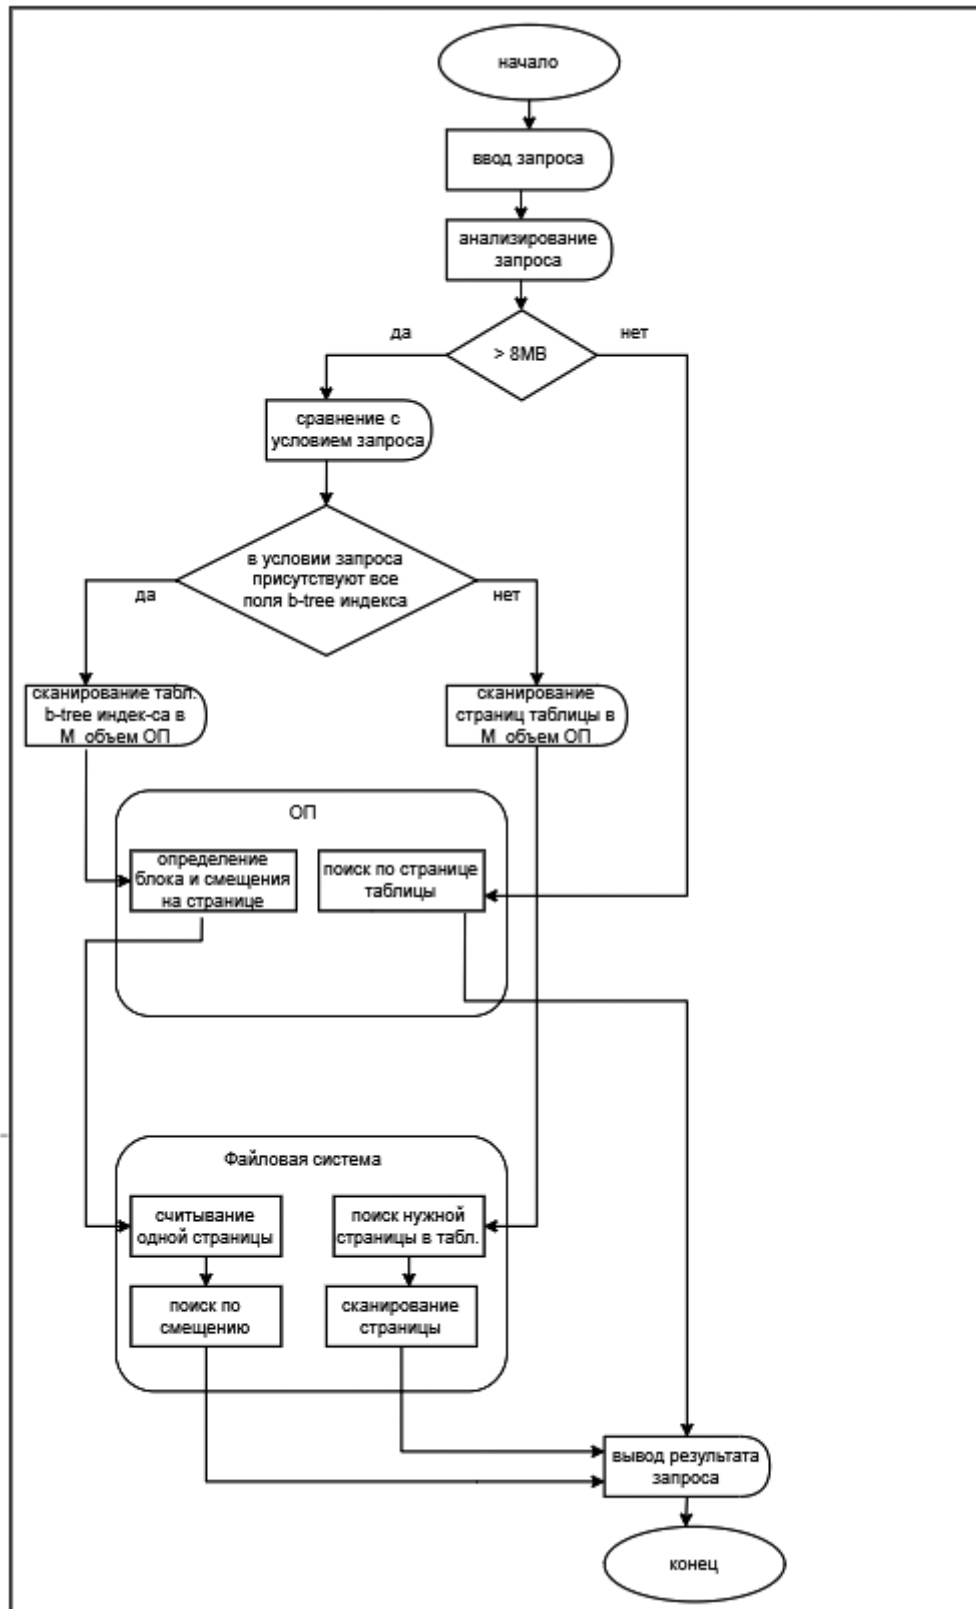 начало
ввод запроса
анализирование
запроса
да
нет
> 8MB
сравнение с
условием запроса
в условии запроса
присутствуют все
поля b-tree индекса
да
нет
сканирование табл.
b-tree индек-са в
M_объем ОП
сканирование
страниц таблицы в
M_объем ОП
ОП
определение
блока и смещения
на странице
поиск по странице
таблицы
Файловая система
считывание
одной страницы
поиск нужной
страницы в табл.
поиск по
смещению
сканирование
страницы
вывод результата
запроса
конец